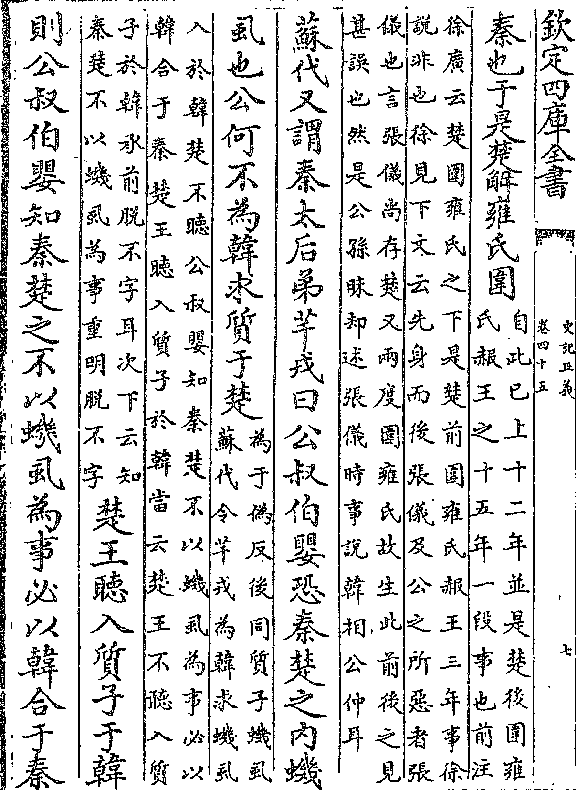 欽定四庫全書
史記正義
卷四十五
七
秦也于是楚解雍氏圍
自此已上十二年並是楚後圍雍
氏赧王之十五年一段事也前注
徐廣云楚圍雍氏之下是楚前圍雍氏赧王三年事徐
說非也徐見下文云先身而後張儀及公之所惡者張
儀也言張儀尚存楚又兩度圍雍氏故生此前後之見
甚誤也然是公孫昧却述張儀時事說韓相公仲耳
蘇代又謂秦太后弟芊戎曰公叔伯嬰恐秦楚之内蟣
虱也公何不為韓求質于楚
為于偽反後同質子蟣虱
蘇代令芊戎為韓求蟣虱
入於韓楚不聽公叔嬰知秦楚不以蟣虱為事必以
韓合于秦楚王聽入質子於韓當云楚王不聽入質
子於韓承前脱不字耳次下云知
秦楚不以蟣虱為事重明脱不字
楚王聽入質子于韓
則公叔伯嬰知秦楚之不以蟣虱為事必以韓合于秦